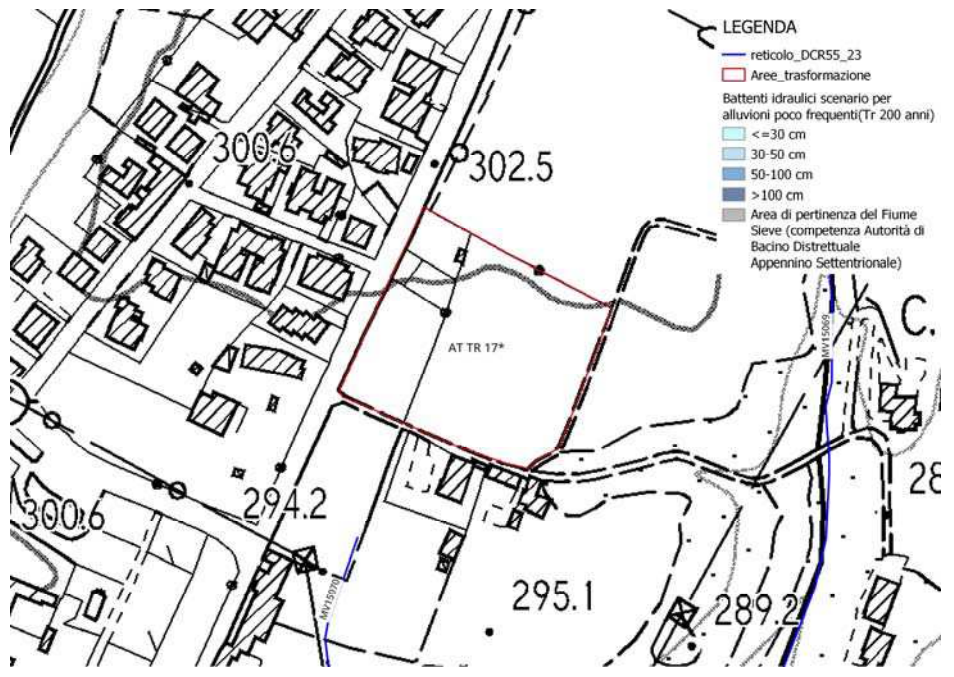 LEGENDA
reticolo_DCR55_23
Aree_trasformazione
Battenti idraulici scenario per
alluvioni poco frequenti(Tr 200 anni)
<=30 cm
30-50 cm
50-100 cm
>100 cm
Area di pertinenza del Fiume
Sieve (competenza Autorità di
Bacino Distrettuale
Appennino Settentrionale)
300.6
302.5
MV15069
C.
AT TR 17*
28
294.2
300.6
295.1
289.2
MV15970